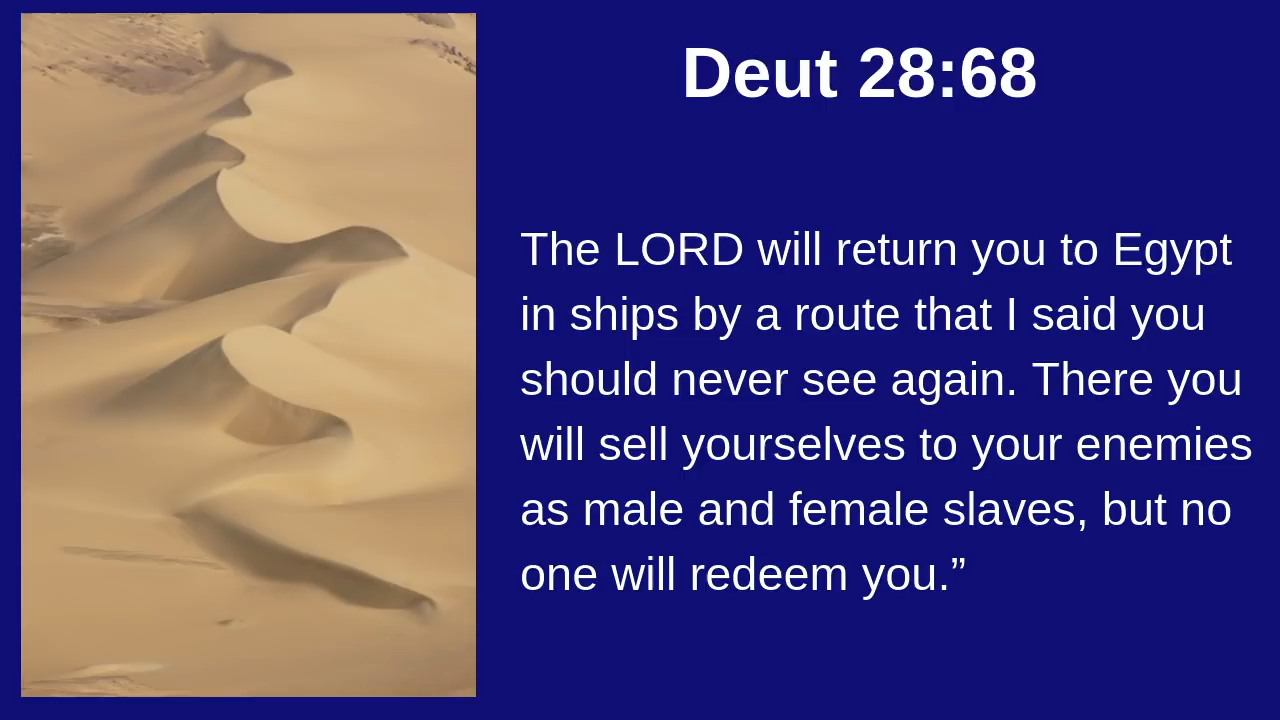 Deut 28:68
The LORD will return you to Egypt
in ships by a route that I said you
should never see again. There you
will sell yourselves to your enemies
as male and female slaves, but no
one will redeem you.”